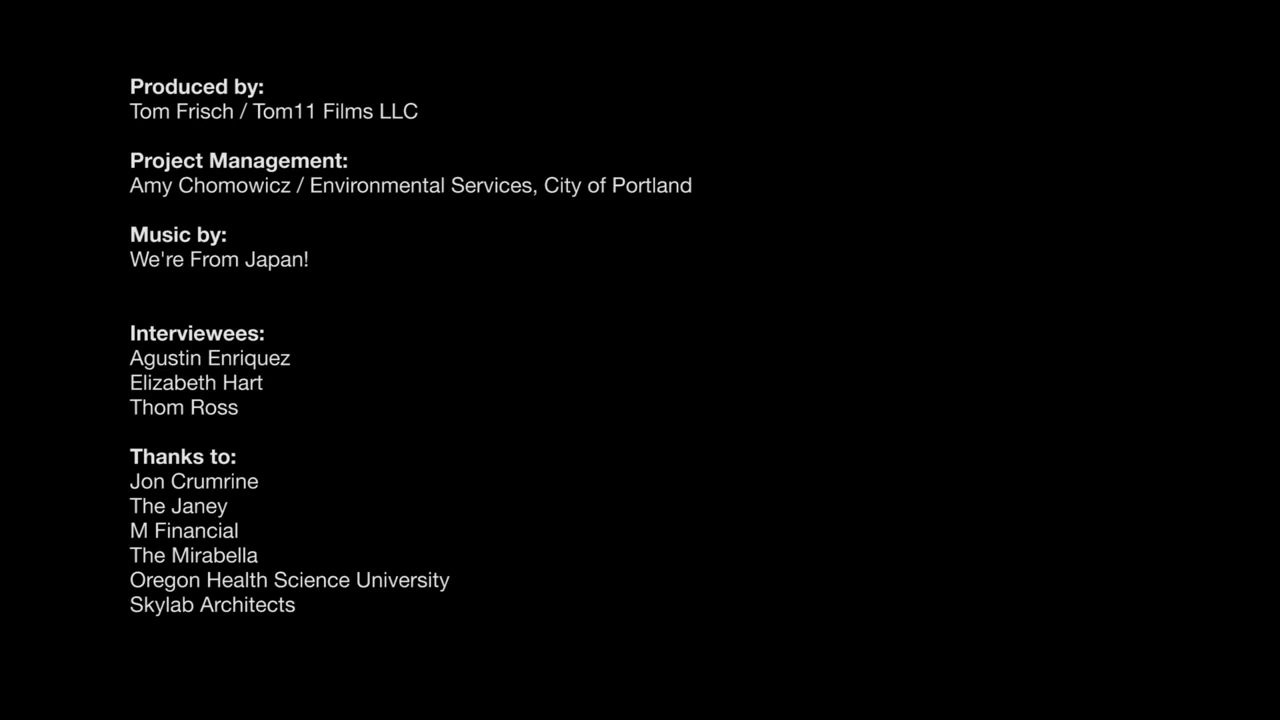 Produced by:
Tom Frisch / Tom11 Films LLC
Project Management:
Amy Chomowicz / Environmental Services, City of Portland
Music by:
We're From Japan!
Interviewees:
Agustin Enriquez
Elizabeth Hart
Thom Ross
Thanks to:
Jon Crumrine
The Janey
M Financial
The Mirabella
Oregon Health Science University
Skylab Architects